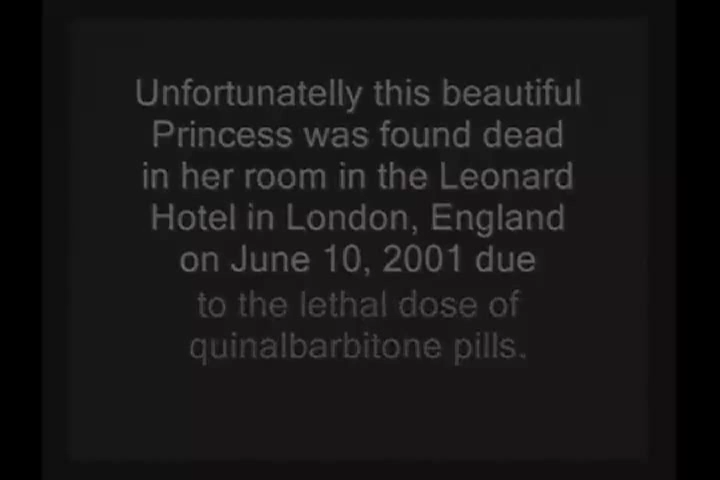 Unfortunatelly this beautiful
Princess was found dead
in her room in the Leonard
Hotel in London, England
on June 10, 2001 due
to the lethal dose of
quinalbarbitone pills.